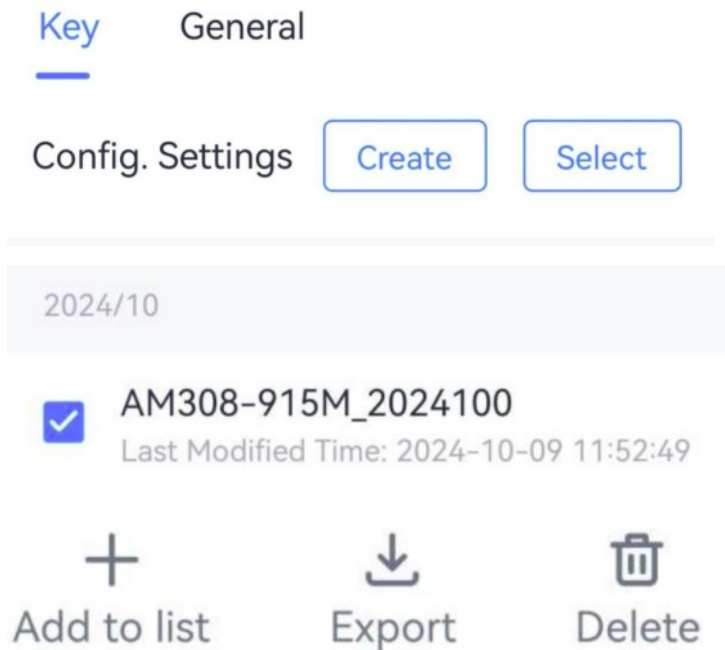 Key General
Config. Settings Create Select
2024/10
AM308-915M_2024100
Last Modified Time: 2024-10-09 11:52:49
Add to list Export Delete